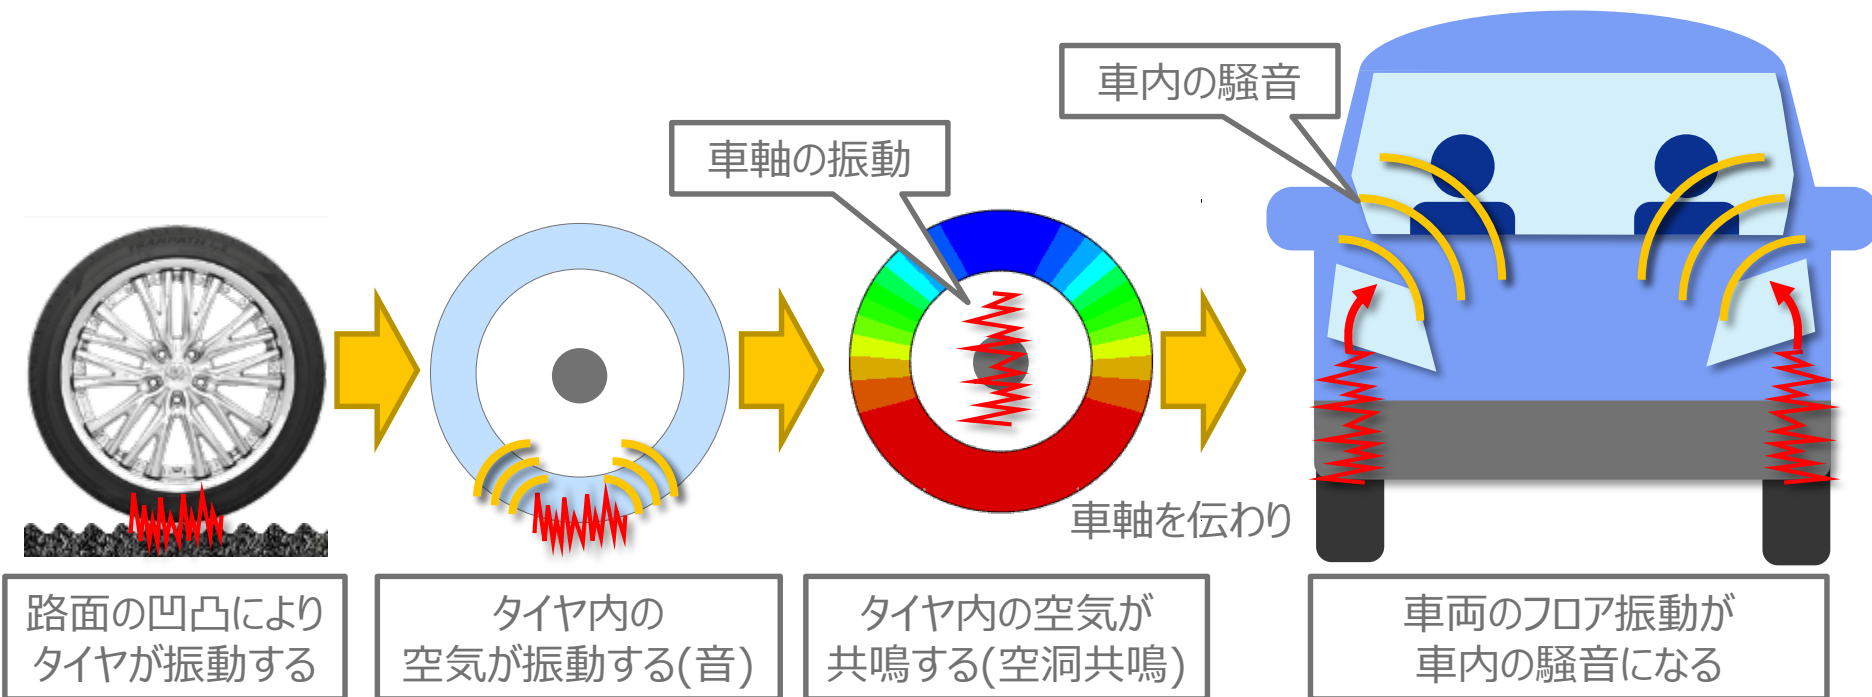 車内の騒音
車軸の振動
車軸を伝わり
路面の凹凸により
タイヤが振動する
タイヤ内の
空気が振動する(音)
タイヤ内の空気が
共鳴する(空洞共鳴)
車両のフロア振動が
車内の騒音になる